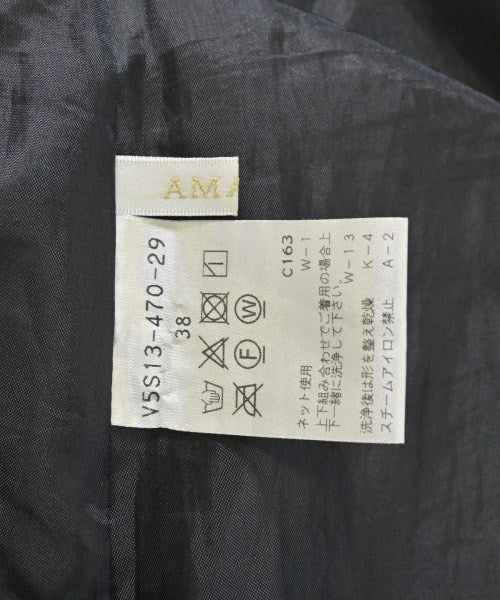 AMA
V5S13-470-29
38
F W
C163
W-1
ネット使用
上下組み合わせでご着用の場合上
下一緒に洗浄して下さい。
W-13
洗浄後は形を整え乾燥
K-4
スチームアイロン禁止
A-2